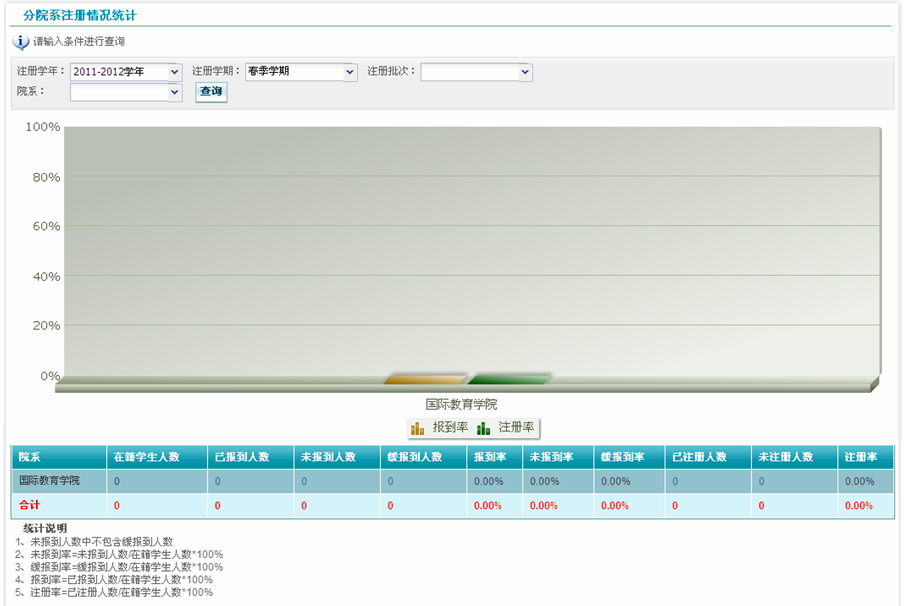 分院系注册情况统计
请输入条件进行查询
注册学年： 2011-2012学年 注册学期： 春季学期 注册批次：
院系： 查询
100%
80%
60%
40%
20%
0%
国际教育学院
报到率 注册率
院系 在籍学生人数 已报到人数 未报到人数 缓报到人数 报到率 未报到率 缓报到率 已注册人数 未注册人数 注册率
国际教育学院 0 0 0 0 0.00% 0.00% 0.00% 0 0 0.00%
合计 0 0 0 0 0.00% 0.00% 0.00% 0 0 0.00%
统计说明
1、未报到人数中不包含缓报到人数
2、未报到率=未报到人数/在籍学生人数*100%
3、缓报到率=缓报到人数/在籍学生人数*100%
4、报到率=已报到人数/在籍学生人数*100%
5、注册率=已注册人数/在籍学生人数*100%